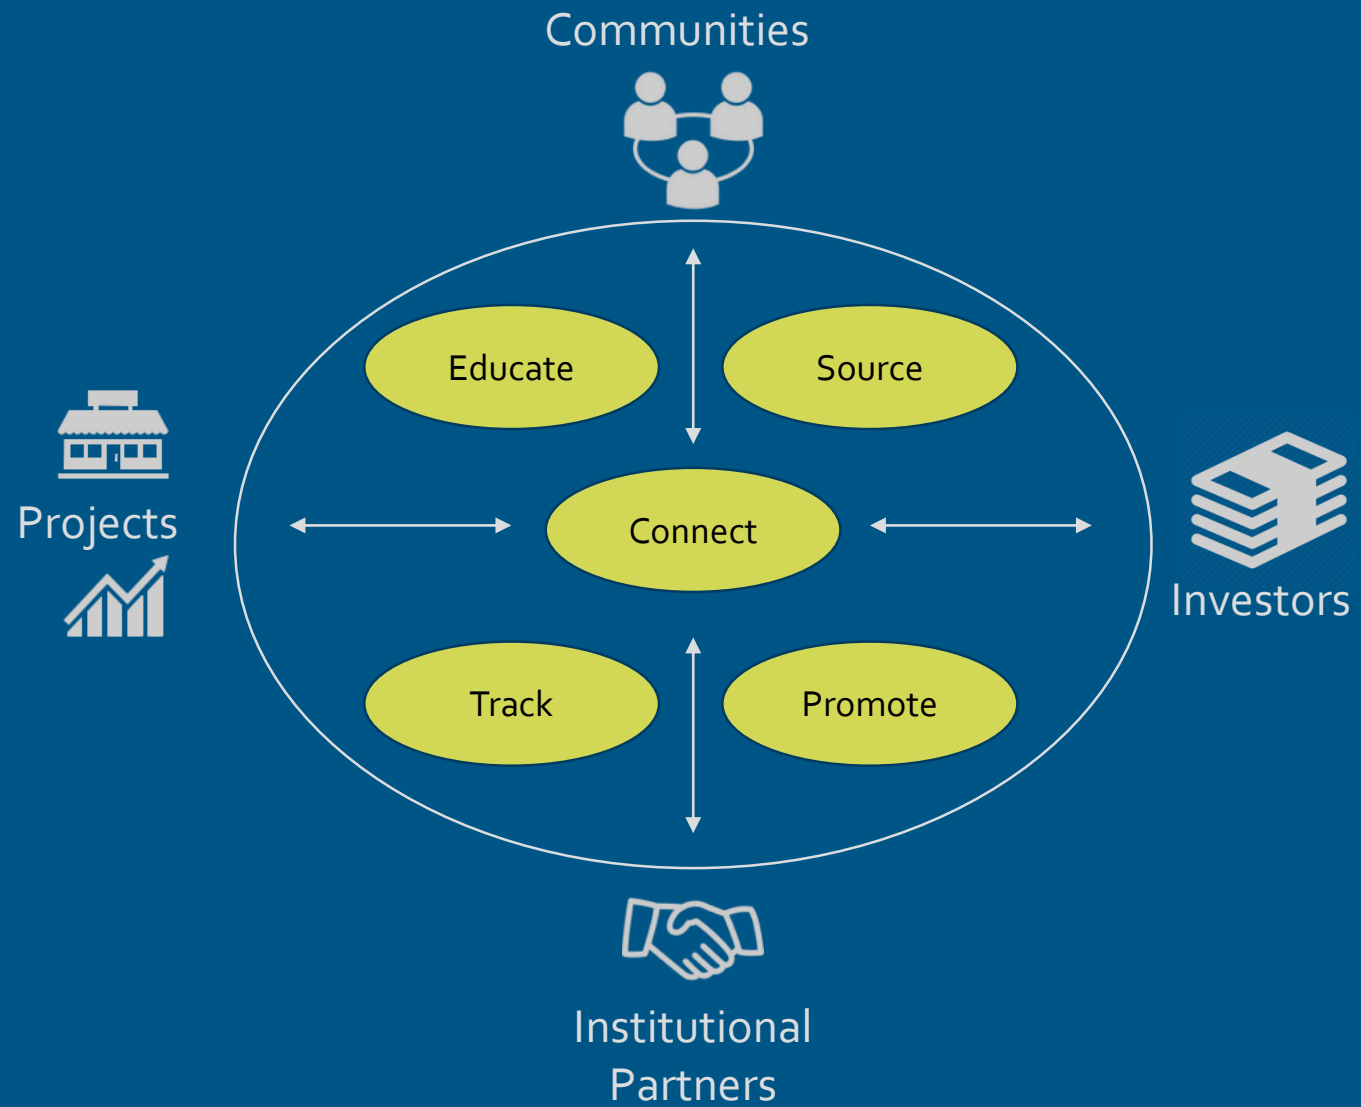 Communities
Educate
Source
Projects
Connect
Investors
Track
Promote
Institutional
Partners